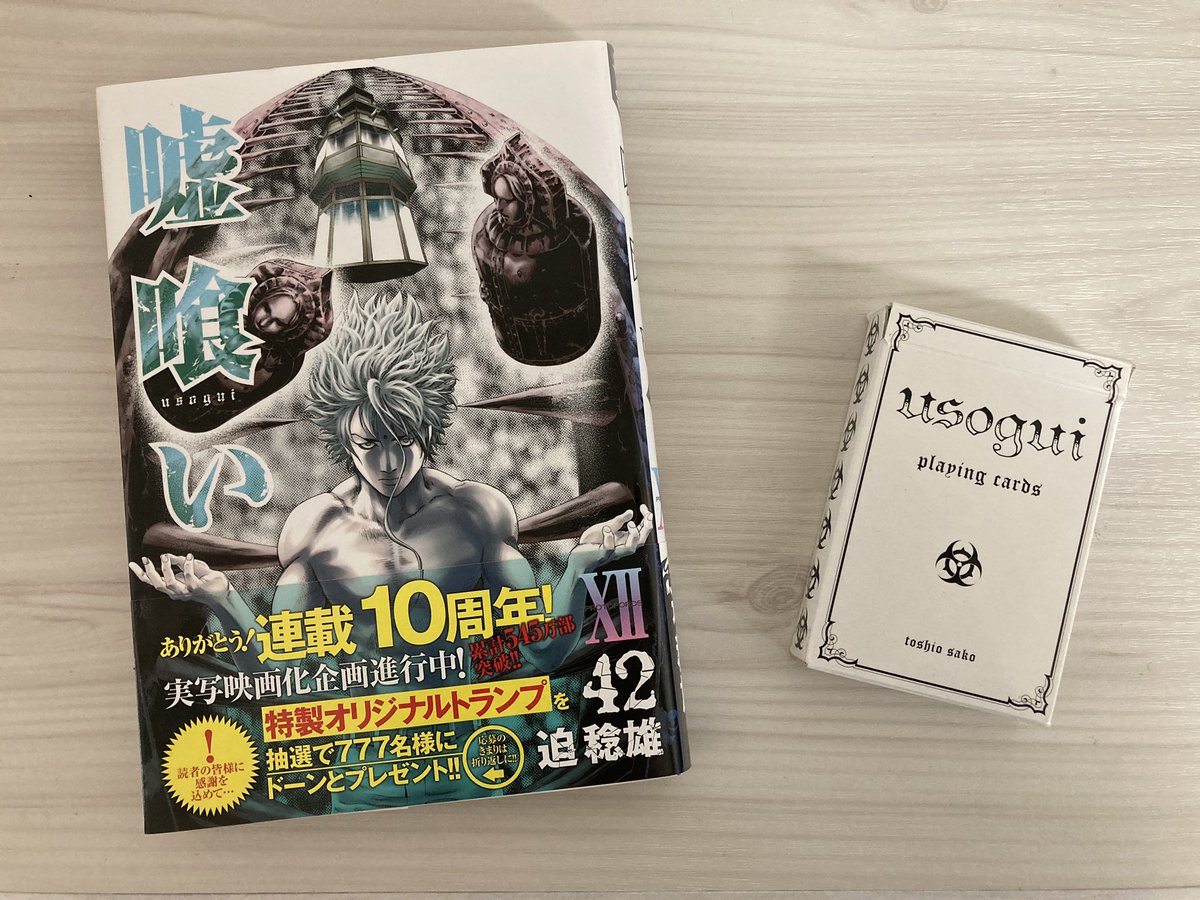 嘘喰い
usogui
ありがとう! 連載10周年!
実写映画化企画進行中! 累計545万部
突破!!
特製オリジナルトランプを
抽選で777名様に
ドーンとプレゼント!!
応募の
きまりは
折り返しに!!
!
読者の皆様に
感謝を
込めて…
XII
42
迫 稔雄
usogui
playing cards
toshio sako